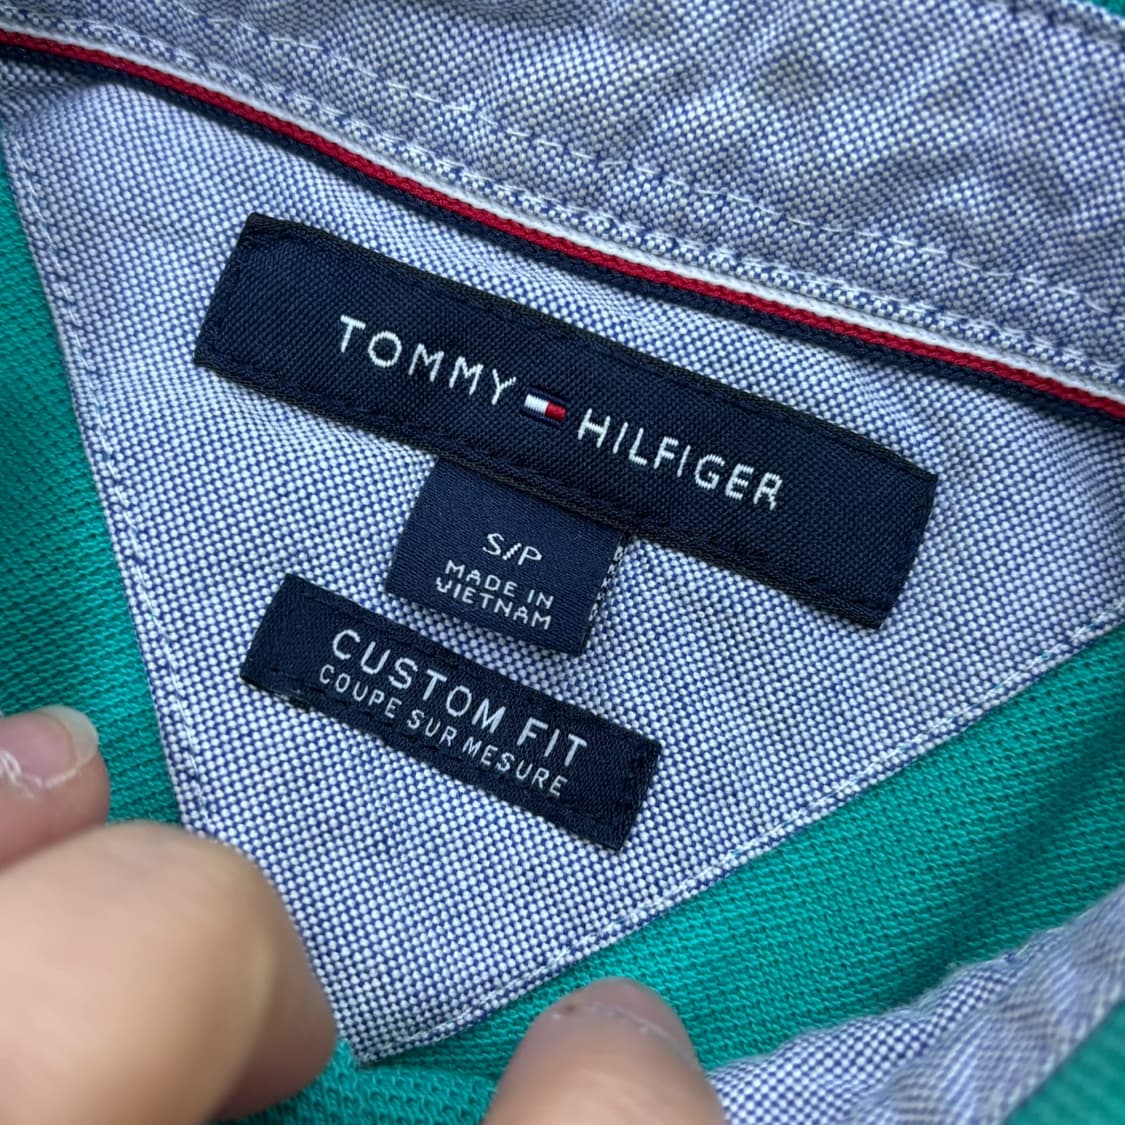 TOMMY HILFIGER
S/P
MADE IN
VIETNAM
CUSTOM FIT
COUPE SUR MESURE